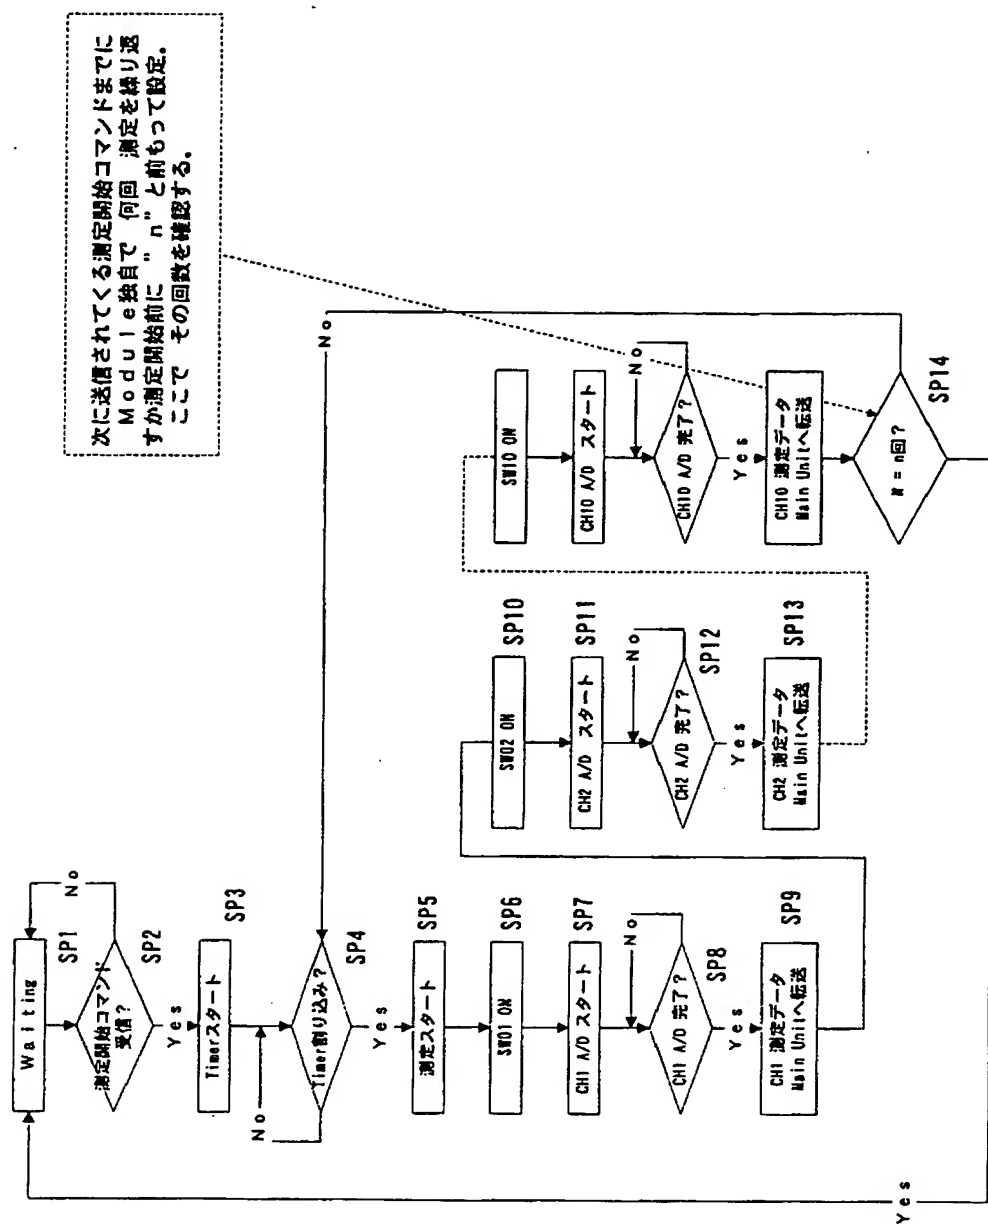 次に送信されてくる測定開始コマンドまでに
Module独自で 何回 測定を繰り返
すか測定開始前に "n"と前もって設定。
ここで その回数を確認する。
Waiting
SP1
No
測定開始コマンド
受信?
SP2
Yes
Timerスタート
SP3
No
Timer割り込み?
SP4
Yes
測定スタート
SP5
SW01 ON
SP6
CH1 A/D スタート
SP7
No
CH1 A/D 完了?
SP8
Yes
CH1 測定データ
Main Unitへ転送
SP9
SW02 ON
SP10
CH2 A/D スタート
SP11
No
CH2 A/D 完了?
SP12
Yes
CH2 測定データ
Main Unitへ転送
SP13
SW10 ON
CH10 A/D スタート
No
CH10 A/D 完了?
Yes
CH10 測定データ
Main Unitへ転送
N = n回?
SP14
No
Yes